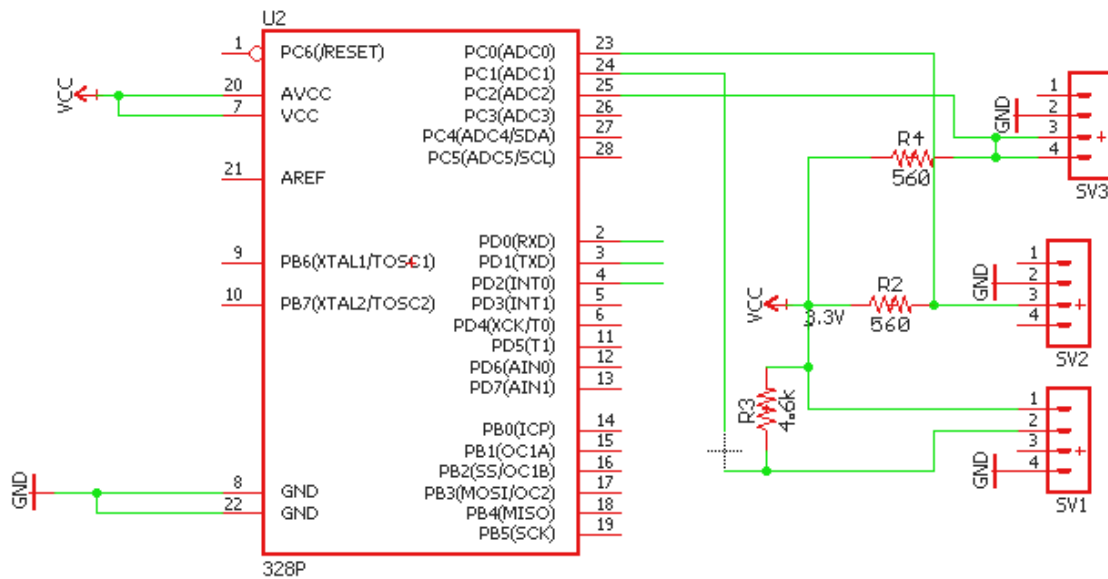 U2
1 PC6(/RESET) PC0(ADC0) 23
PC1(ADC1) 24
VCC 20 AVCC PC2(ADC2) 25
7 VCC PC3(ADC3) 26
PC4(ADC4/SDA) 27
PC5(ADC5/SCL) 28
21 AREF
PD0(RXD) 2
9 PB6(XTAL1/TOSC1) PD1(TXD) 3
PD2(INT0) 4
10 PB7(XTAL2/TOSC2) PD3(INT1) 5
PD4(XCK/T0) 6
PD5(T1) 11
PD6(AIN0) 12
PD7(AIN1) 13
PB0(ICP) 14
PB1(OC1A) 15
PB2(SS/OC1B) 16
GND 8 GND PB3(MOSI/OC2) 17
22 GND PB4(MISO) 18
PB5(SCK) 19
328P
R4
560
GND
1
2
3
4
+
SV3
VCC
3.3V
R2
560
GND
1
2
3
4
+
SV2
R3
4.6k
GND
1
2
3
4
+
SV1